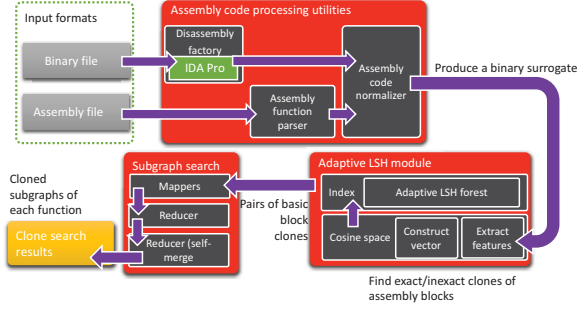 Input formats
Binary file
Assembly file
Assembly code processing utilities
Disassembly
factory
IDA Pro
Assembly
function
parser
Assembly
code
normalizer
Produce a binary surrogate
Subgraph search
Mappers
Reducer
Reducer (self-
merge
Cloned
subgraphs of
each function
Clone search
results
Pairs of basic
block
clones
Adaptive LSH module
Index
Adaptive LSH forest
Cosine space
Construct
vector
Extract
features
Find exact/inexact clones of
assembly blocks